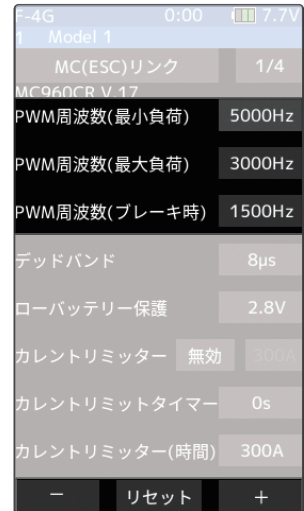 F-4G 0:00 7.7V
1 Model 1
MC(ESC)リンク 1/4
MC960CR V 17
PWM周波数(最小負荷) 5000Hz
PWM周波数(最大負荷) 3000Hz
PWM周波数(ブレーキ時) 1500Hz
デッドバンド 8μs
ローバッテリー保護 2.8V
カレントリミッター 無効 300A
カレントリミットタイマー 0s
カレントリミッター(時間) 300A
− リセット +